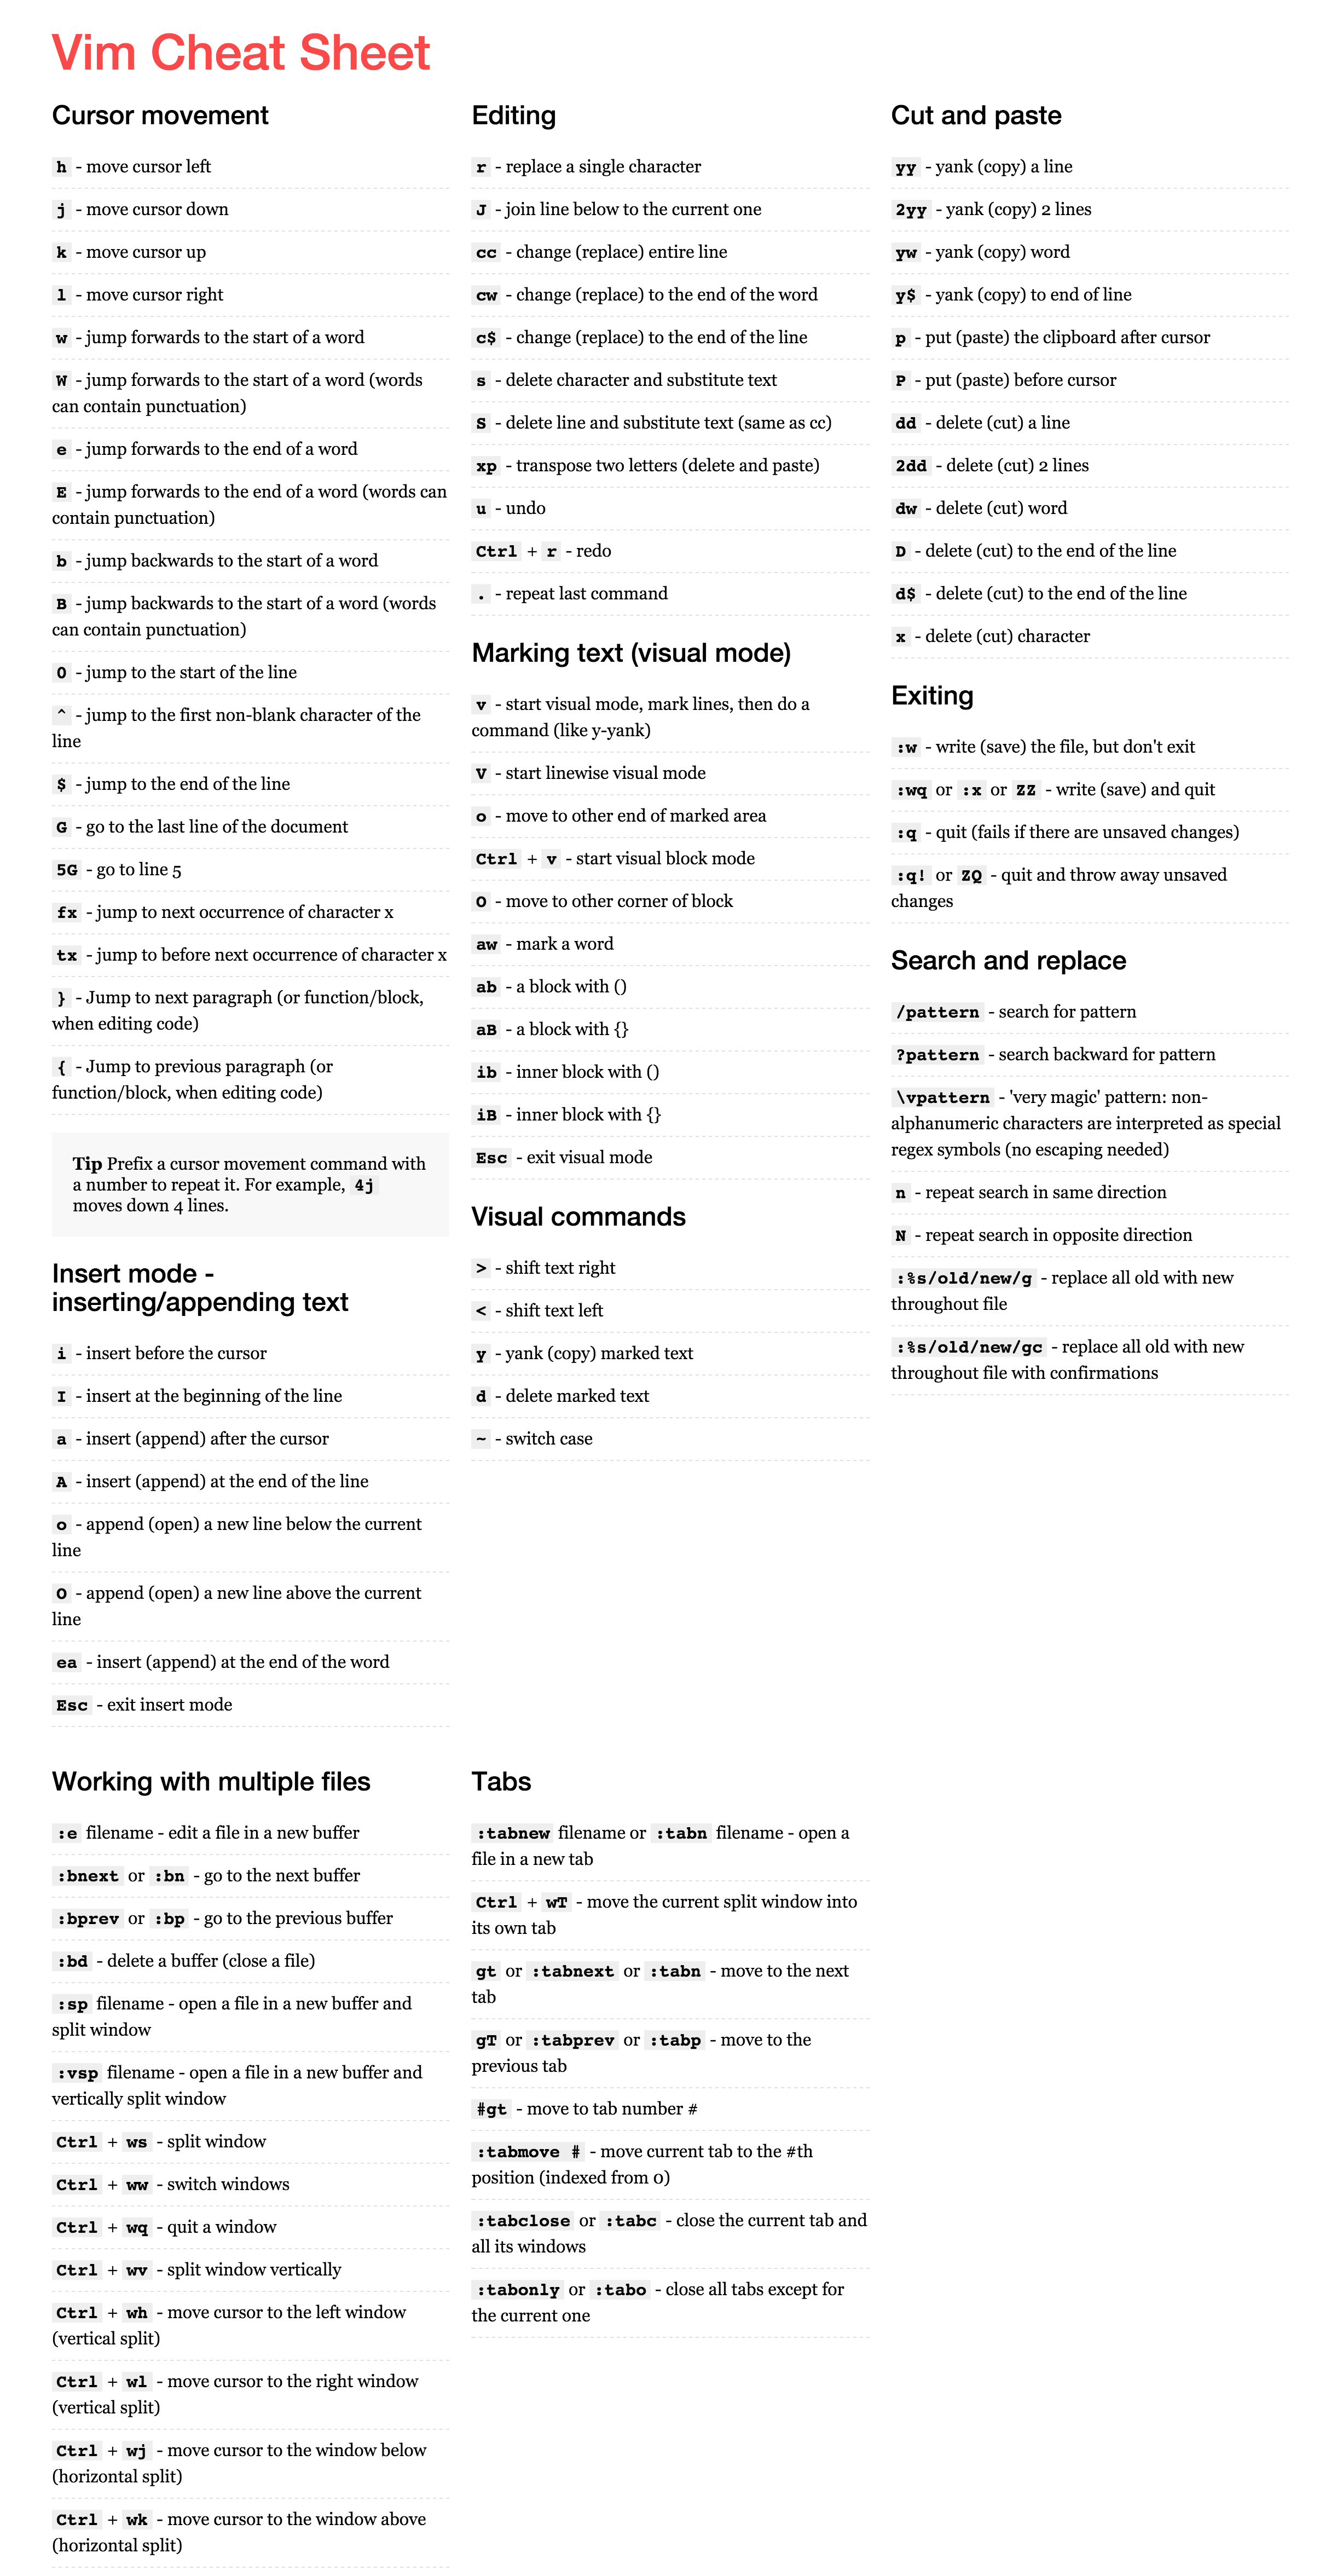 Vim Cheat Sheet
Cursor movement
h - move cursor left
j - move cursor down
k - move cursor up
l - move cursor right
w - jump forwards to the start of a word
W - jump forwards to the start of a word (words
can contain punctuation)
e - jump forwards to the end of a word
E - jump forwards to the end of a word (words can
contain punctuation)
b - jump backwards to the start of a word
B - jump backwards to the start of a word (words
can contain punctuation)
0 - jump to the start of the line
^ - jump to the first non-blank character of the
line
$ - jump to the end of the line
G - go to the last line of the document
5G - go to line 5
fx - jump to next occurrence of character x
tx - jump to before next occurrence of character x
} - Jump to next paragraph (or function/block,
when editing code)
{ - Jump to previous paragraph (or
function/block, when editing code)
Tip Prefix a cursor movement command with
a number to repeat it. For example, 4j
moves down 4 lines.
Insert mode -
inserting/appending text
i - insert before the cursor
I - insert at the beginning of the line
a - insert (append) after the cursor
A - insert (append) at the end of the line
o - append (open) a new line below the current
line
O - append (open) a new line above the current
line
ea - insert (append) at the end of the word
Esc - exit insert mode
Editing
r - replace a single character
J - join line below to the current one
cc - change (replace) entire line
cw - change (replace) to the end of the word
c$ - change (replace) to the end of the line
s - delete character and substitute text
S - delete line and substitute text (same as cc)
xp - transpose two letters (delete and paste)
u - undo
Ctrl + r - redo
. - repeat last command
Marking text (visual mode)
v - start visual mode, mark lines, then do a
command (like y-yank)
V - start linewise visual mode
o - move to other end of marked area
Ctrl + v - start visual block mode
O - move to other corner of block
aw - mark a word
ab - a block with ()
aB - a block with {}
ib - inner block with ()
iB - inner block with {}
Esc - exit visual mode
Visual commands
> - shift text right
< - shift text left
y - yank (copy) marked text
d - delete marked text
~ - switch case
Cut and paste
yy - yank (copy) a line
2yy - yank (copy) 2 lines
yw - yank (copy) word
y$ - yank (copy) to end of line
p - put (paste) the clipboard after cursor
P - put (paste) before cursor
dd - delete (cut) a line
2dd - delete (cut) 2 lines
dw - delete (cut) word
D - delete (cut) to the end of the line
d$ - delete (cut) to the end of the line
x - delete (cut) character
Exiting
:w - write (save) the file, but don't exit
:wq or :x or ZZ - write (save) and quit
:q - quit (fails if there are unsaved changes)
:q! or ZQ - quit and throw away unsaved
changes
Search and replace
/pattern - search for pattern
?pattern - search backward for pattern
\vpattern - 'very magic' pattern: non-
alphanumeric characters are interpreted as special
regex symbols (no escaping needed)
n - repeat search in same direction
N - repeat search in opposite direction
:%s/old/new/g - replace all old with new
throughout file
:%s/old/new/gc - replace all old with new
throughout file with confirmations
Working with multiple files
:e filename - edit a file in a new buffer
:bnext or :bn - go to the next buffer
:bprev or :bp - go to the previous buffer
:bd - delete a buffer (close a file)
:sp filename - open a file in a new buffer and
split window
:vsp filename - open a file in a new buffer and
vertically split window
Ctrl + ws - split window
Ctrl + ww - switch windows
Ctrl + wq - quit a window
Ctrl + wv - split window vertically
Ctrl + wh - move cursor to the left window
(vertical split)
Ctrl + wl - move cursor to the right window
(vertical split)
Ctrl + wj - move cursor to the window below
(horizontal split)
Ctrl + wk - move cursor to the window above
(horizontal split)
Tabs
:tabnew filename or :tabn filename - open a
file in a new tab
Ctrl + wT - move the current split window into
its own tab
gt or :tabnext or :tabn - move to the next
tab
gT or :tabprev or :tabp - move to the
previous tab
#gt - move to tab number #
:tabmove # - move current tab to the #th
position (indexed from 0)
:tabclose or :tabc - close the current tab and
all its windows
:tabonly or :tabo - close all tabs except for
the current one